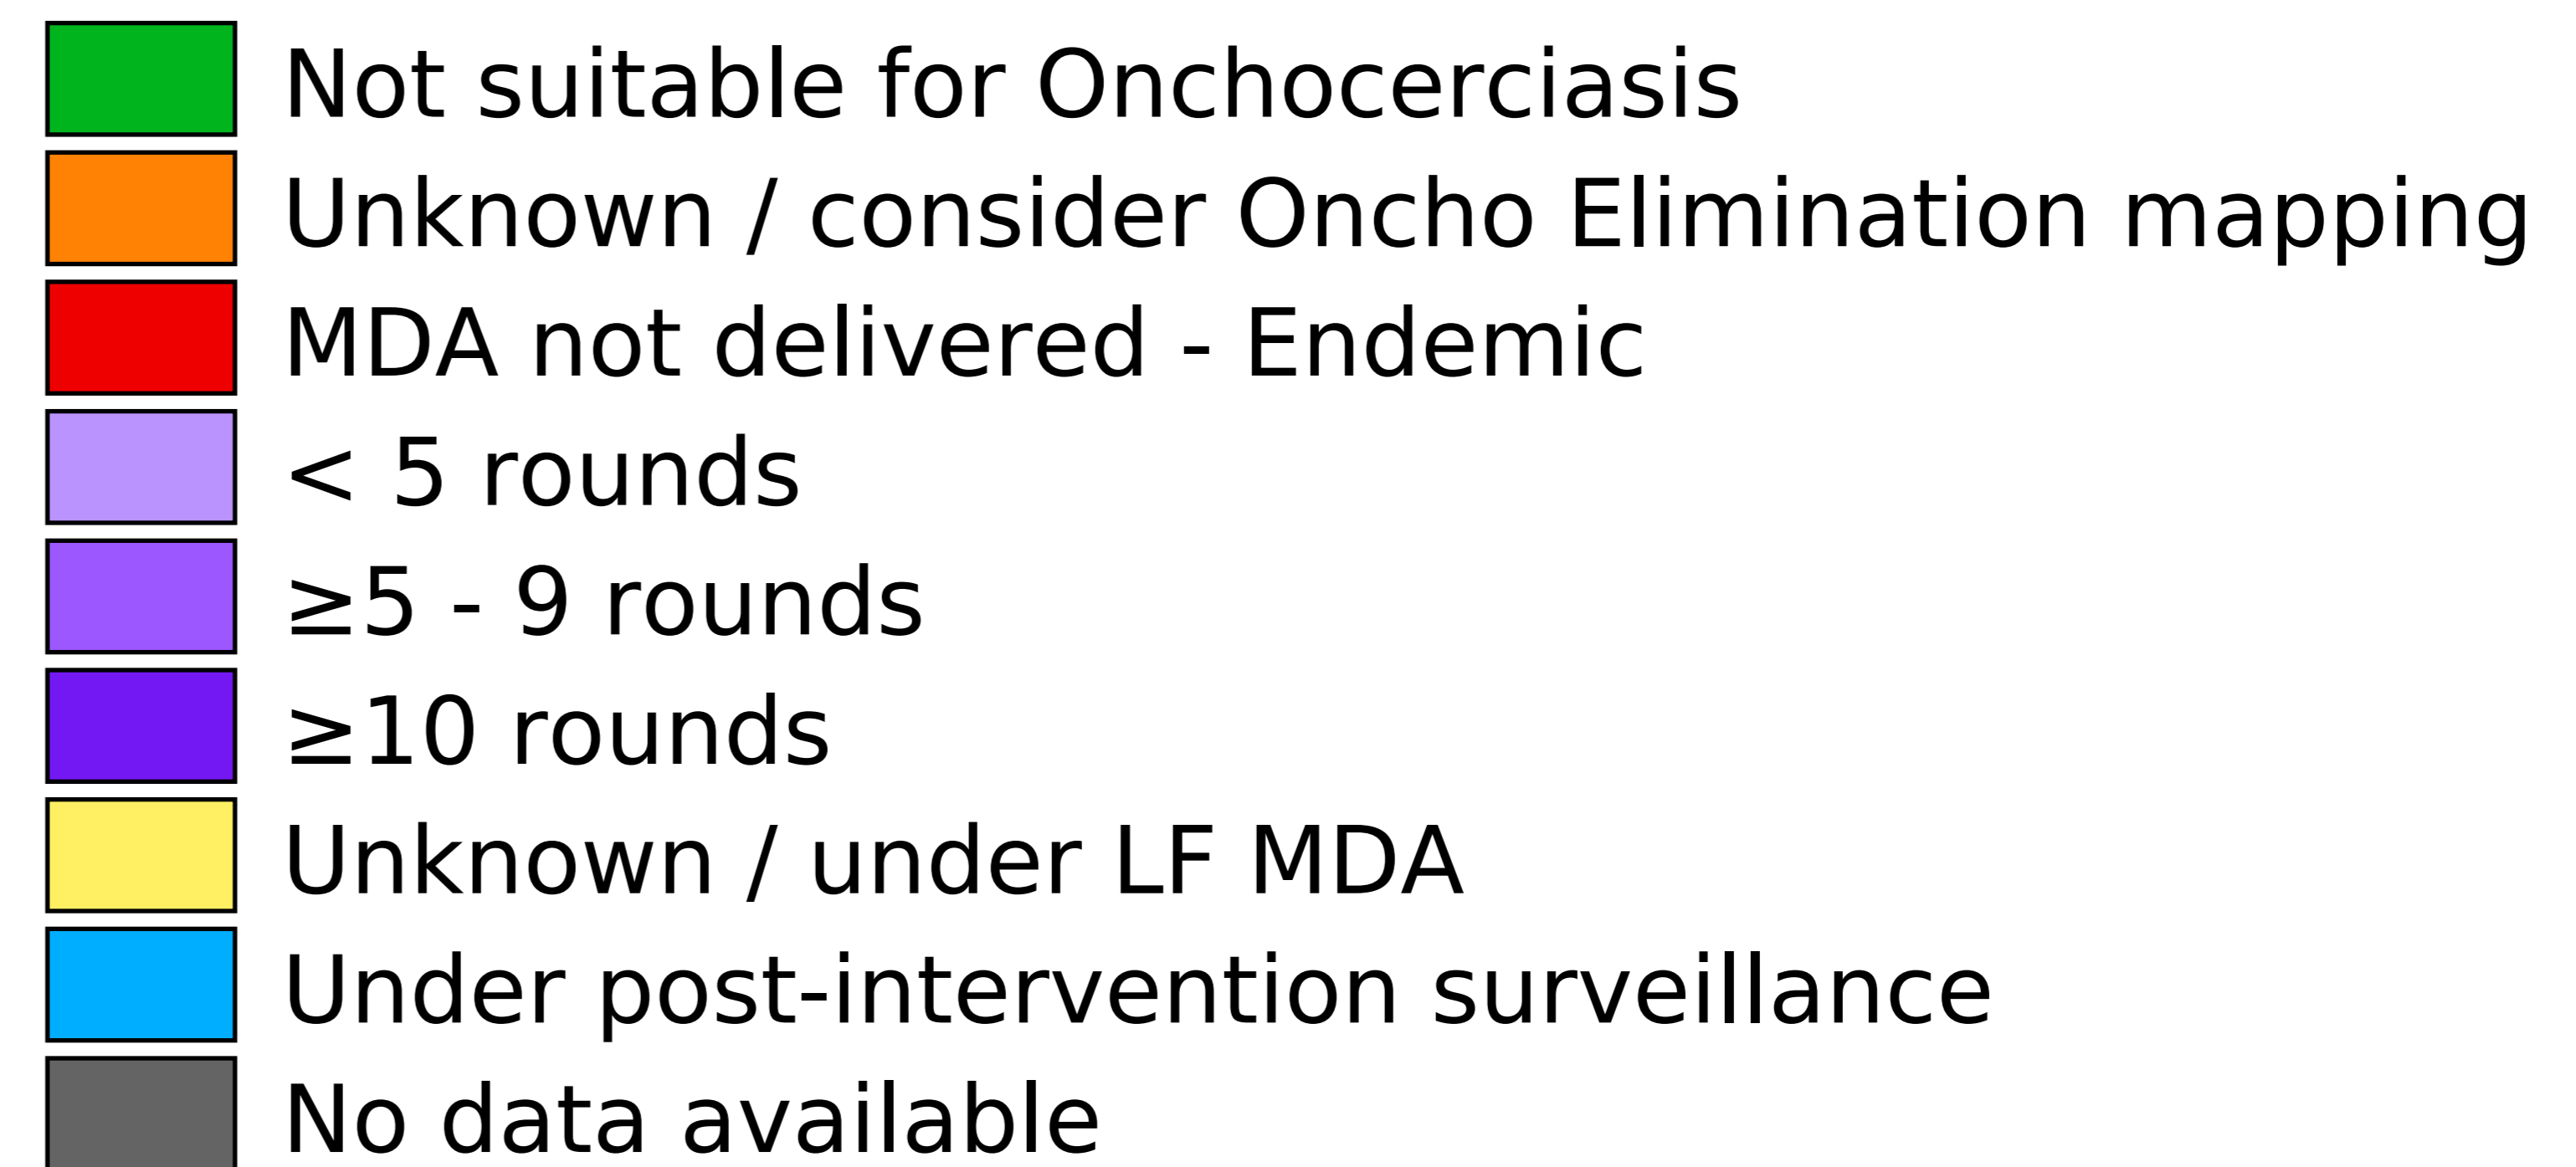 Not suitable for Onchocerciasis
Unknown / consider Oncho Elimination mapping
MDA not delivered - Endemic
< 5 rounds
≥5 - 9 rounds
≥10 rounds
Unknown / under LF MDA
Under post-intervention surveillance
No data available